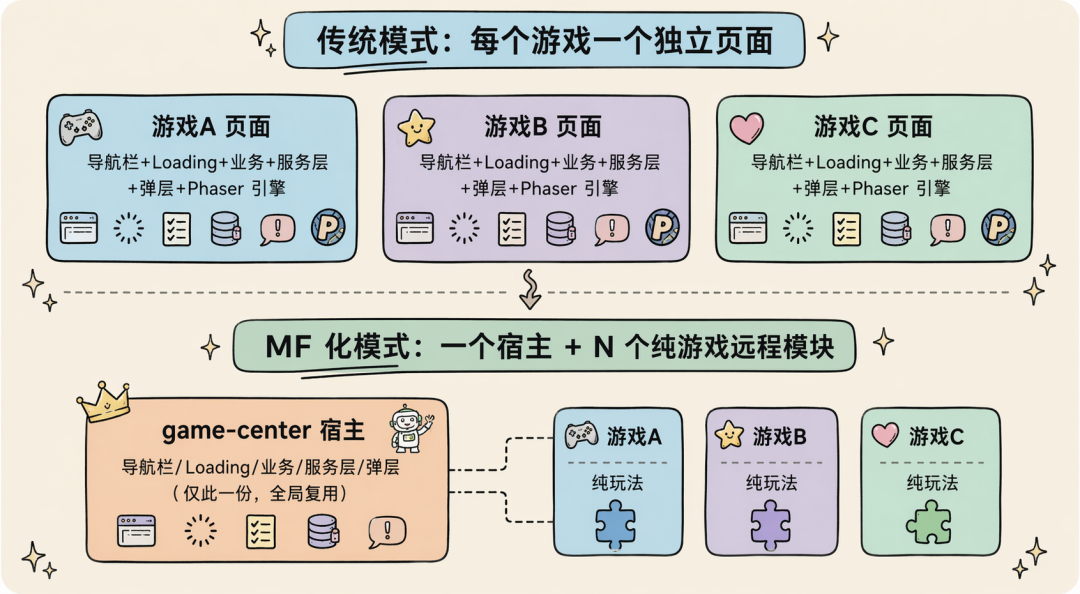 传统模式：每个游戏一个独立页面
游戏A 页面
导航栏+Loading+业务+服务层
+弹层+Phaser 引擎
P
游戏B 页面
导航栏+Loading+业务+服务层
+弹层+Phaser 引擎
P
游戏C 页面
导航栏+Loading+业务+服务层
+弹层+Phaser 引擎
P
MF 化模式：一个宿主 + N 个纯游戏远程模块
game-center 宿主
导航栏/Loading/业务/服务层/弹层
（仅此一份，全局复用）
游戏A
纯玩法
游戏B
纯玩法
游戏C
纯玩法